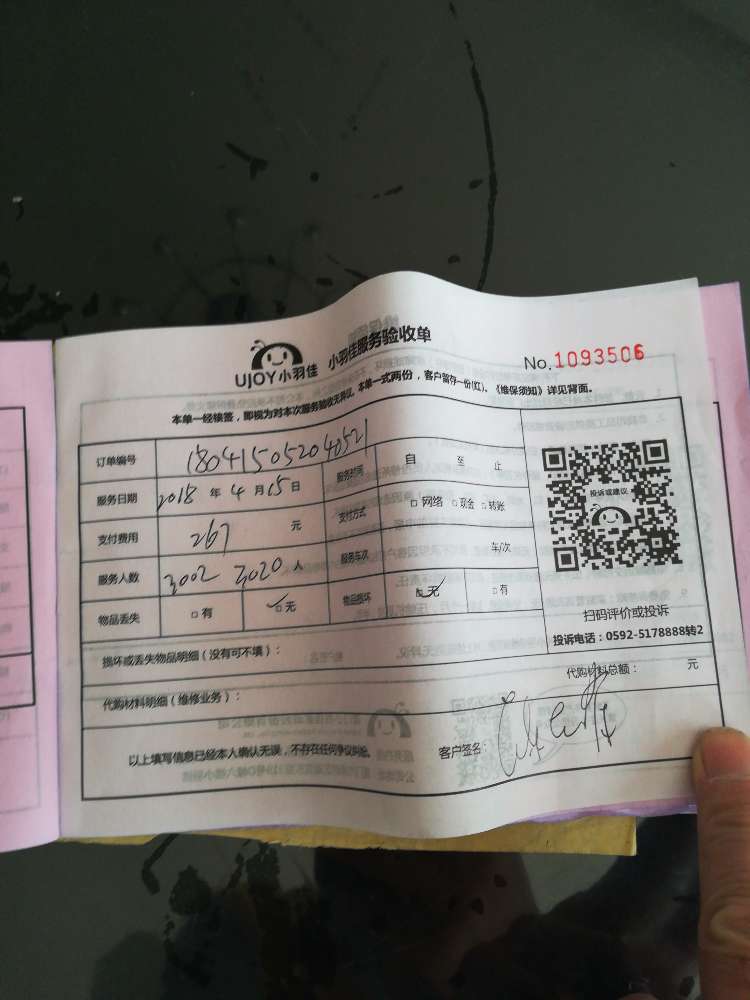 UJOY小羽佳 小羽佳服务验收单
No.1093506
本单一经核签，即视为对本次服务验收无异议。本单一式两份，客户留存一份(红)。《维保须知》详见背面。
订单编号 180415052040521 服务时间 自 至 止
服务日期 2018 年 4 月 15 日 支付方式 □ 网络 □ 现金 □ 转账
支付费用 267 元 服务车次 车/次
服务人数 3002 3020 人
物品丢失 □ 有 □ 无 物品损坏 □ 无 □ 有
投诉或建议
扫码评价或投诉
投诉电话：0592-5178888转2
损坏或丢失物品明细（没有可不填）：
代购材料明细（维修业务）： 代购材料总额： 元
以上填写信息已经本人确认无误，不存在任何争议纠纷。 客户签名：